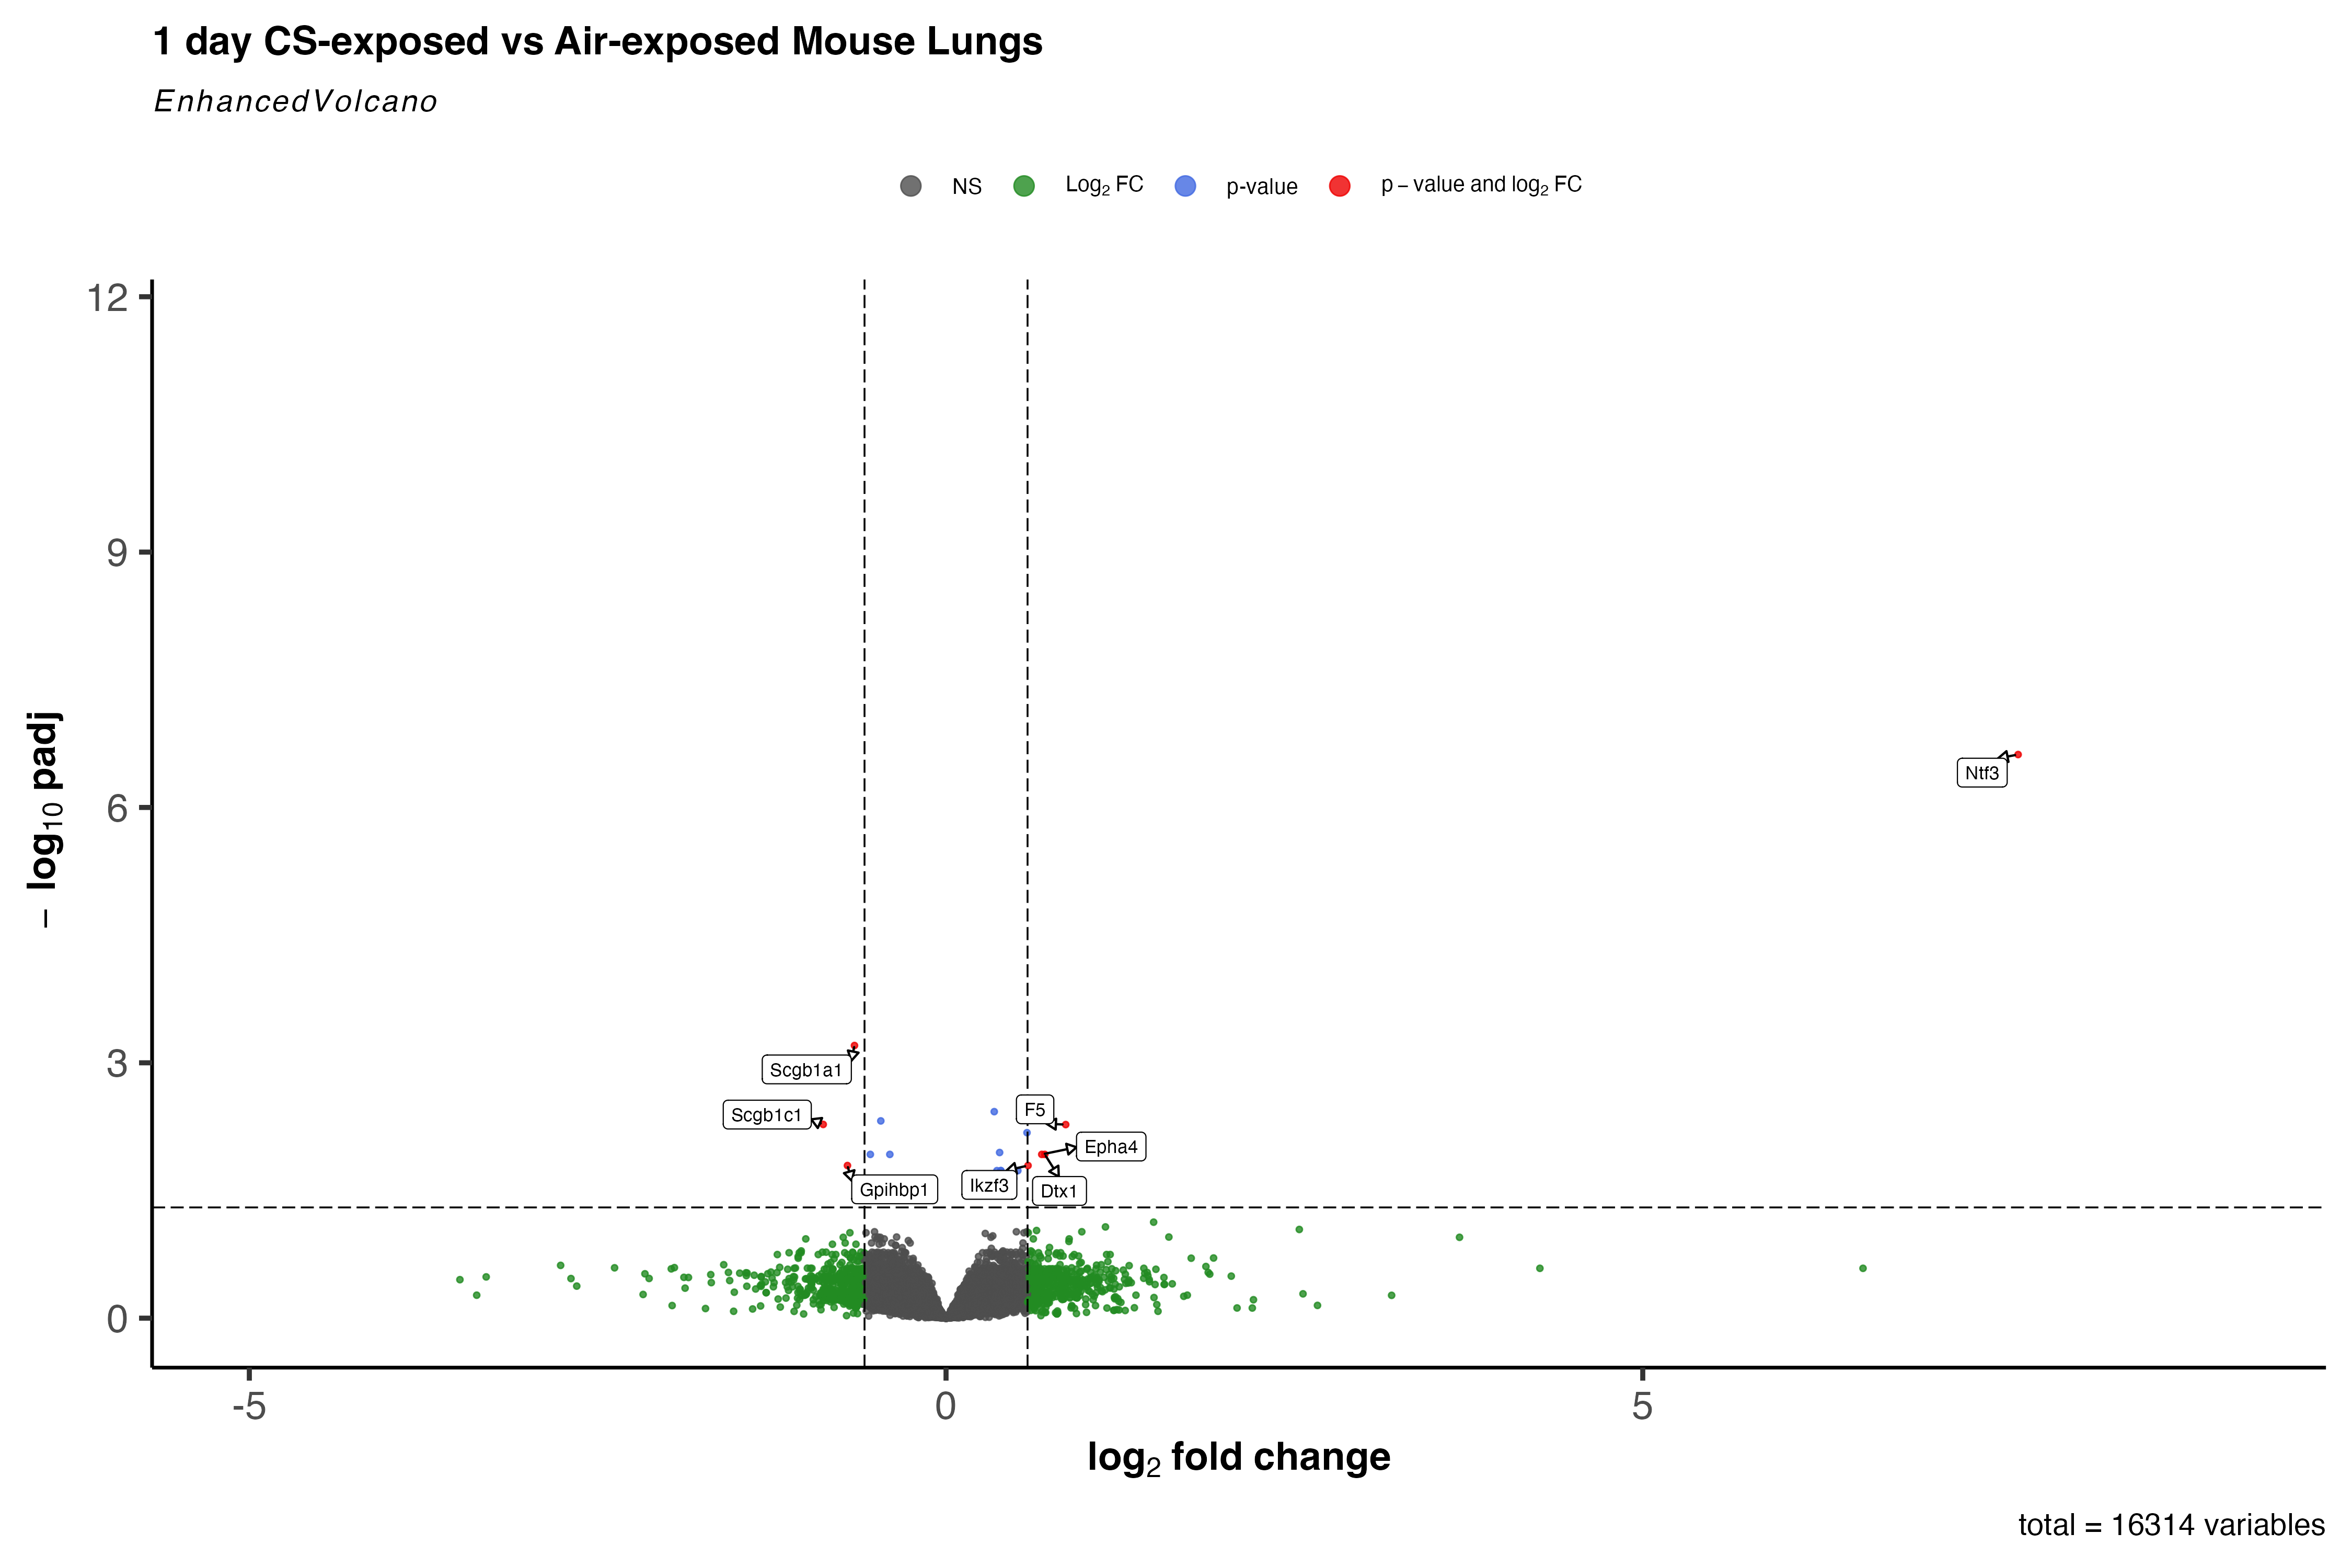 1 day CS-exposed vs Air-exposed Mouse Lungs
EnhancedVolcano
NS Log₂ FC p-value p – value and log₂ FC
12
9
6
3
0
– log₁₀ padj
Ntf3
Scgb1a1
Scgb1c1
F5
Epha4
Ikzf3
Gpihbp1
Dtx1
-5 0 5
log₂ fold change
total = 16314 variables